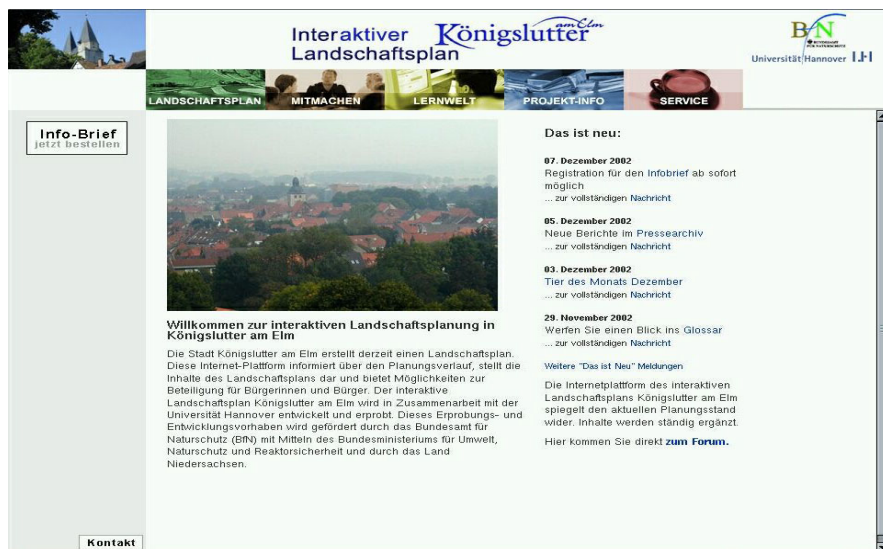 Interaktiver
Landschaftsplan
Königslutter
am Elm
BfN
BUNDESAMT
FÜR NATURSCHUTZ
Universität Hannover
LANDSCHAFTSPLAN
MITMACHEN
LERNWELT
PROJEKT-INFO
SERVICE
Info-Brief
jetzt bestellen
Willkommen zur interaktiven Landschaftsplanung in
Königslutter am Elm
Die Stadt Königslutter am Elm erstellt derzeit einen Landschaftsplan.
Diese Internet-Plattform informiert über den Planungsverlauf, stellt die
Inhalte des Landschaftsplans dar und bietet Möglichkeiten zur
Beteiligung für Bürgerinnen und Bürger. Der interaktive
Landschaftsplan Königslutter am Elm wird in Zusammenarbeit mit der
Universität Hannover entwickelt und erprobt. Dieses Erprobungs- und
Entwicklungsvorhaben wird gefördert durch das Bundesamt für
Naturschutz (BfN) mit Mitteln des Bundesministeriums für Umwelt,
Naturschutz und Reaktorsicherheit und durch das Land
Niedersachsen.
Das ist neu:
07. Dezember 2002
Registration für den Infobrief ab sofort
möglich
... zur vollständigen Nachricht
05. Dezember 2002
Neue Berichte im Pressearchiv
... zur vollständigen Nachricht
03. Dezember 2002
Tier des Monats Dezember
... zur vollständigen Nachricht
29. November 2002
Werfen Sie einen Blick ins Glossar
... zur vollständigen Nachricht
Weitere "Das ist Neu" Meldungen
Die Internetplattform des interaktiven
Landschaftsplans Königslutter am Elm
spiegelt den aktuellen Planungsstand
wider. Inhalte werden ständig ergänzt.
Hier kommen Sie direkt zum Forum.
Kontakt